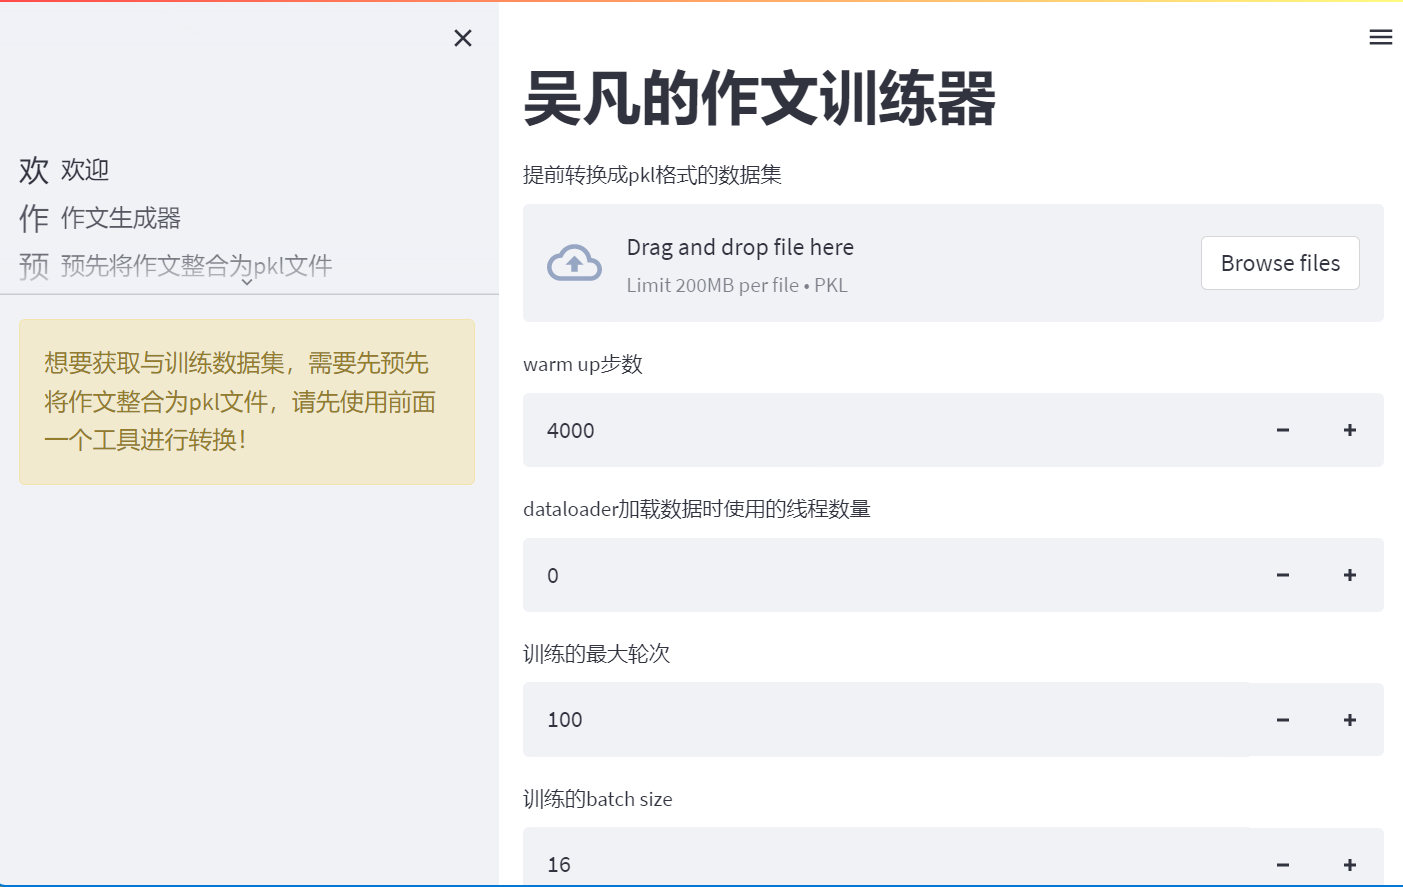 欢 欢迎
作 作文生成器
预 预先将作文整合为pkl文件
想要获取与训练数据集，需要先预先
将作文整合为pkl文件，请先使用前面
一个工具进行转换！
吴凡的作文训练器
提前转换成pkl格式的数据集
Drag and drop file here
Limit 200MB per file • PKL
Browse files
warm up步数
4000
dataloader加载数据时使用的线程数量
0
训练的最大轮次
100
训练的batch size
16